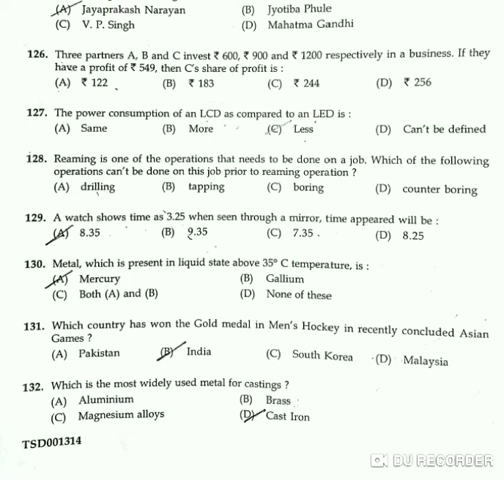 (A) Jayaprakash Narayan (B) Jyotiba Phule
(C) V. P. Singh (D) Mahatma Gandhi
126. Three partners A, B and C invest ₹ 600, ₹ 900 and ₹ 1200 respectively in a business. If they
have a profit of ₹ 549, then C's share of profit is :
(A) ₹ 122 (B) ₹ 183 (C) ₹ 244 (D) ₹ 256
127. The power consumption of an LCD as compared to an LED is :
(A) Same (B) More (C) Less (D) Can't be defined
128. Reaming is one of the operations that needs to be done on a job. Which of the following
operations can't be done on this job prior to reaming operation ?
(A) drilling (B) tapping (C) boring (D) counter boring
129. A watch shows time as 3.25 when seen through a mirror, time appeared will be :
(A) 8.35 (B) 9.35 (C) 7.35 (D) 8.25
130. Metal, which is present in liquid state above 35° C temperature, is :
(A) Mercury (B) Gallium
(C) Both (A) and (B) (D) None of these
131. Which country has won the Gold medal in Men's Hockey in recently concluded Asian
Games ?
(A) Pakistan (B) India (C) South Korea (D) Malaysia
132. Which is the most widely used metal for castings ?
(A) Aluminium (B) Brass
(C) Magnesium alloys (D) Cast Iron
TSD001314
DU RECORDER